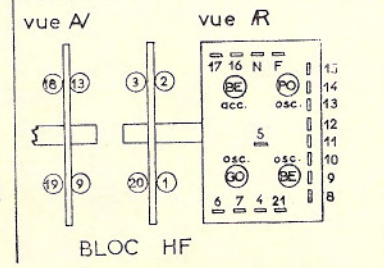 vue AV vue AR
17 16 N F
15
18 13 3 2 BE PO 14
acc. osc. 13
12
S 11
osc. osc. 10
19 9 20 1 GO BE 9
8
6 7 4 21
BLOC HF